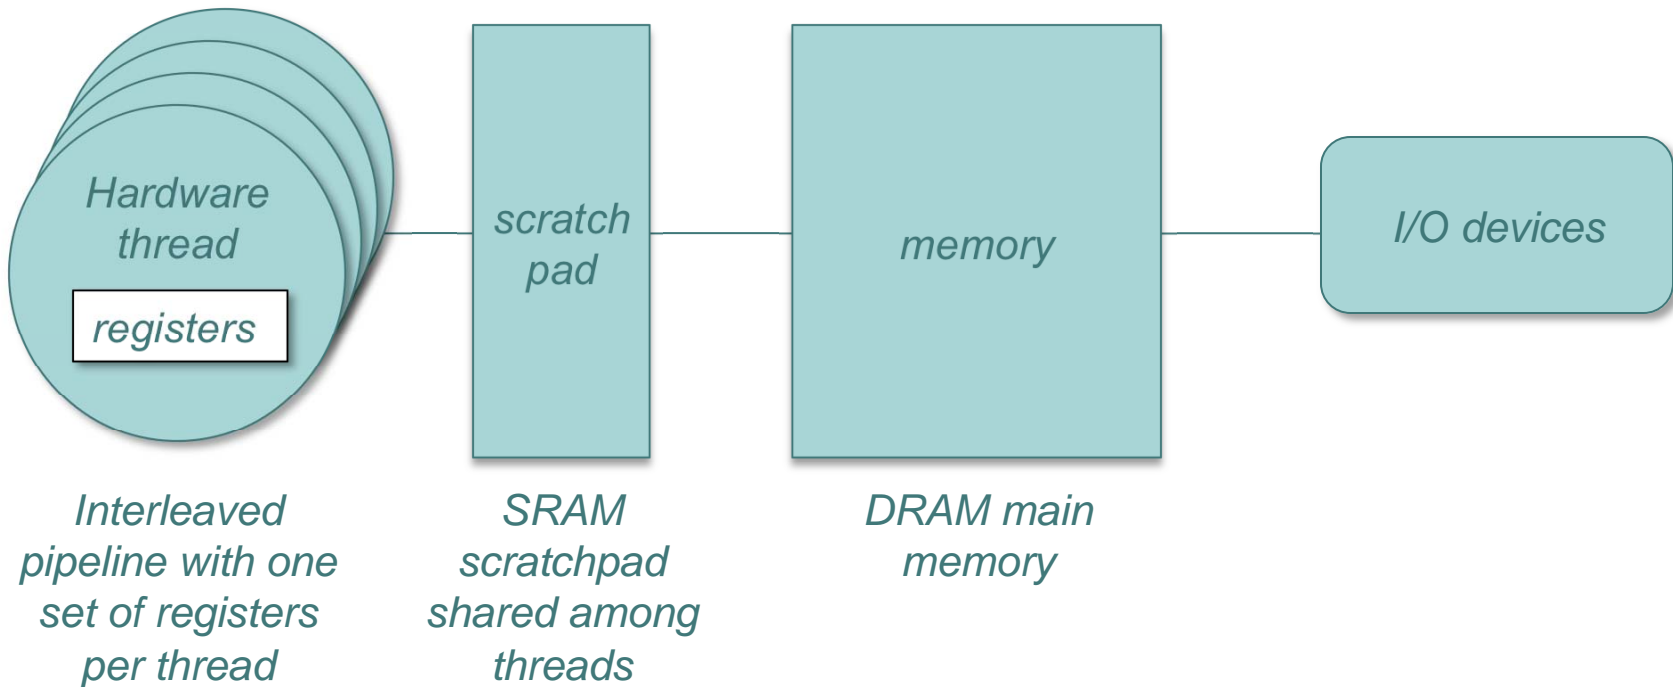 Hardware
thread
registers
scratch
pad
memory
I/O devices
Interleaved
pipeline with one
set of registers
per thread
SRAM
scratchpad
shared among
threads
DRAM main
memory